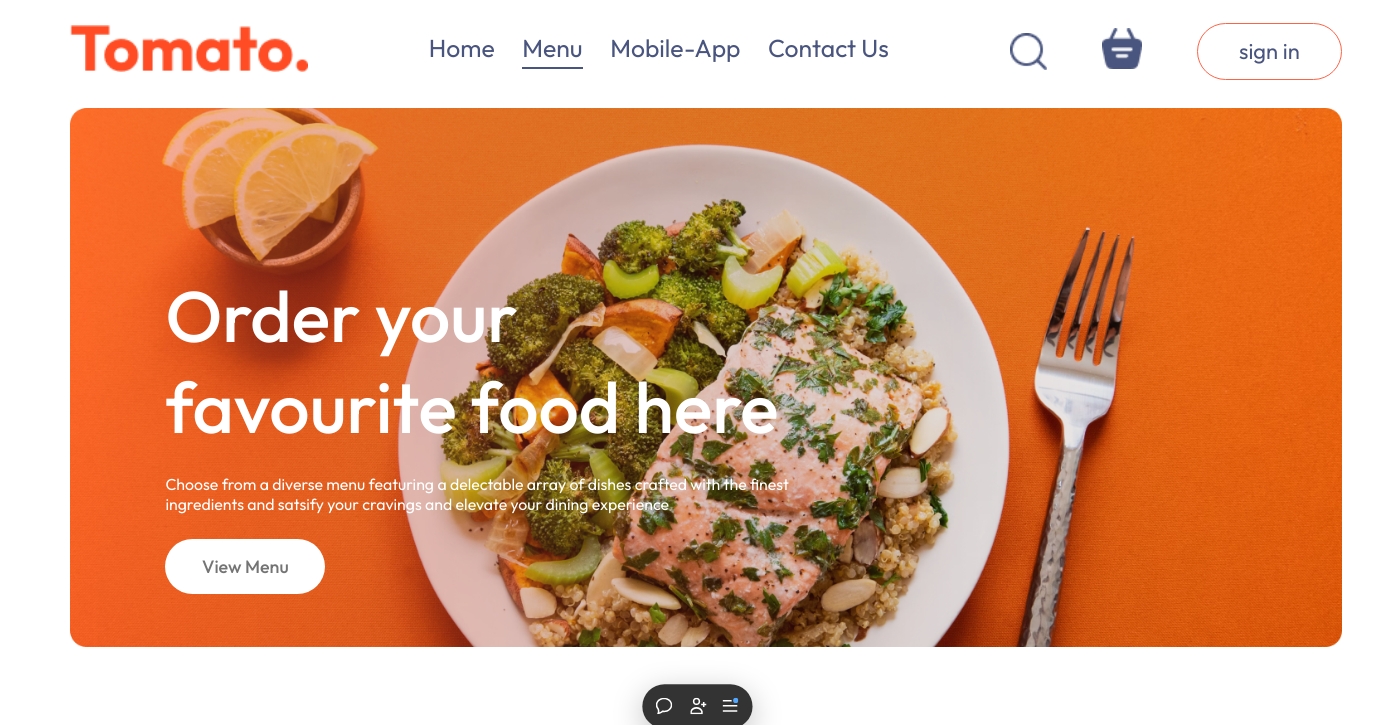 Tomato.
Home Menu Mobile-App Contact Us
sign in
Order your
favourite food here
Choose from a diverse menu featuring a delectable array of dishes crafted with the finest
ingredients and satsify your cravings and elevate your dining experience.
View Menu